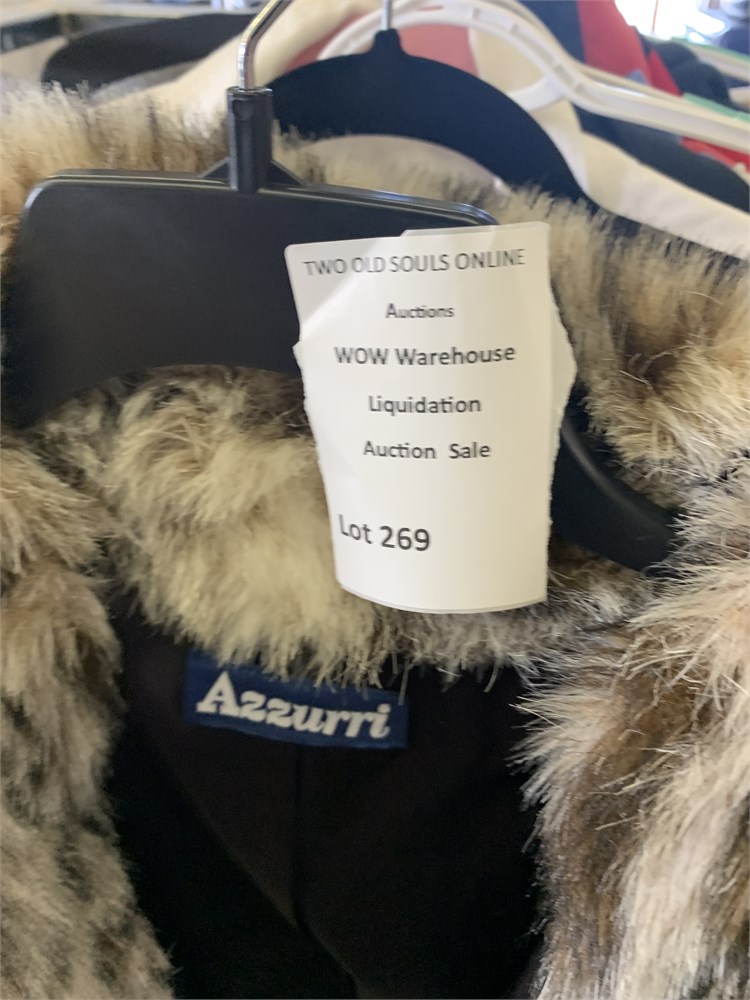 TWO OLD SOULS ONLINE
Auctions
WOW Warehouse
Liquidation
Auction Sale
Lot 269
Azzurri